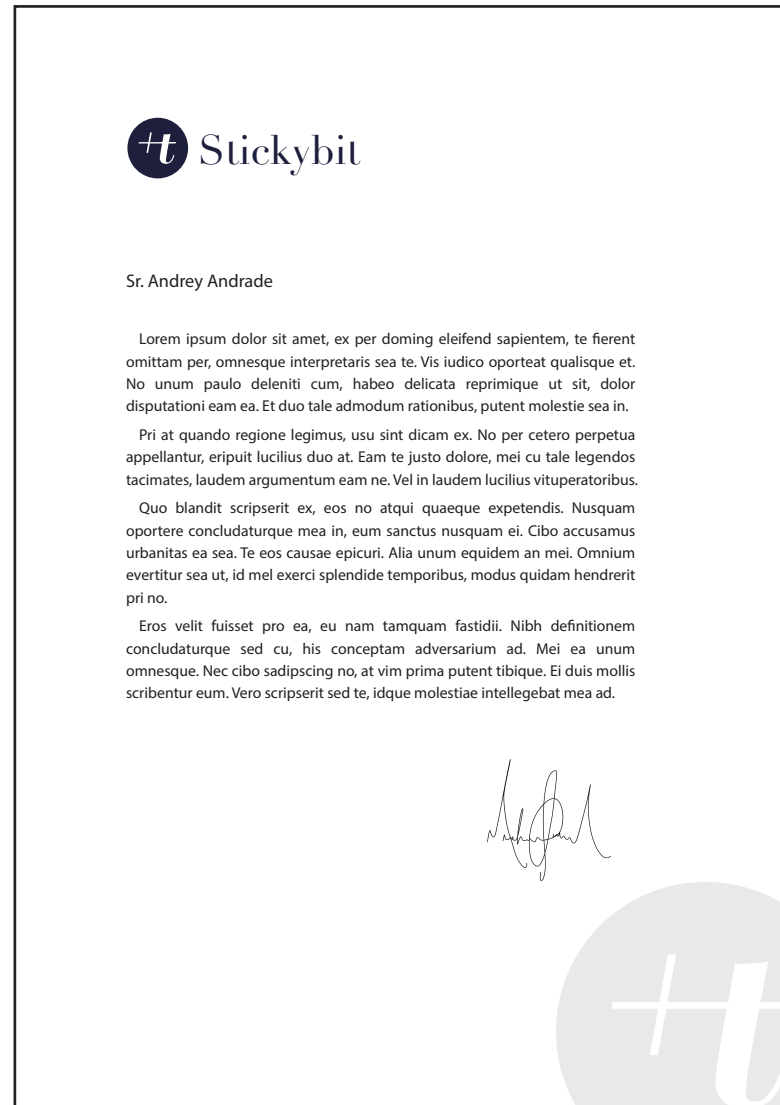 +t Stickybit
Sr. Andrey Andrade
Lorem ipsum dolor sit amet, ex per doming eleifend sapientem, te fierent
omittam per, omnesque interpretaris sea te. Vis iudico oporteat qualisque et.
No unum paulo deleniti cum, habeo delicata reprimique ut sit, dolor
disputationi eam ea. Et duo tale admodum rationibus, putent molestie sea in.
Pri at quando regione legimus, usu sint dicam ex. No per cetero perpetua
appellantur, eripuit lucilius duo at. Eam te justo dolore, mei cu tale legendos
tacimates, laudem argumentum eam ne. Vel in laudem lucilius vituperatoribus.
Quo blandit scripserit ex, eos no atqui quaeque expetendis. Nusquam
oportere concludaturque mea in, eum sanctus nusquam ei. Cibo accusamus
urbanitas ea sea. Te eos causae epicuri. Alia unum equidem an mei. Omnium
evertitur sea ut, id mel exerci splendide temporibus, modus quidam hendrerit
pri no.
Eros velit fuisset pro ea, eu nam tamquam fastidii. Nibh definitionem
concludaturque sed cu, his conceptam adversarium ad. Mei ea unum
omnesque. Nec cibo sadipscing no, at vim prima putent tibique. Ei duis mollis
scribentur eum. Vero scripserit sed te, idque molestiae intellegebat mea ad.
+t